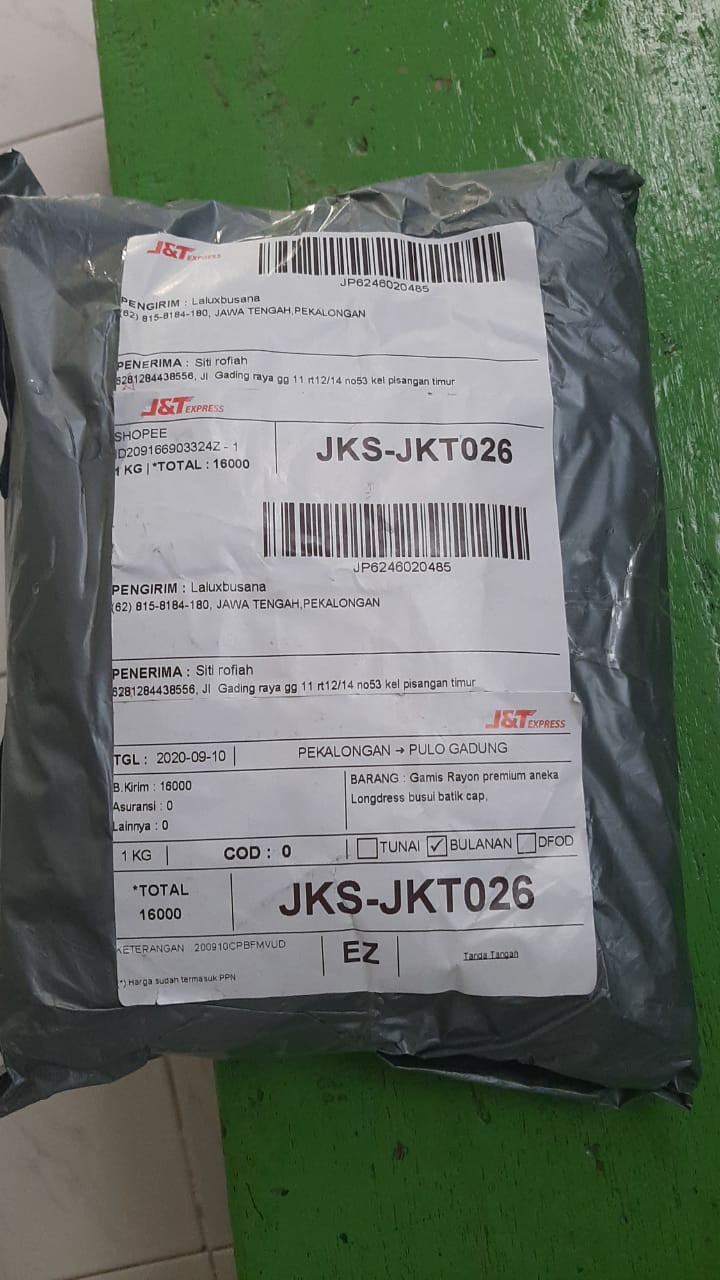 J&T EXPRESS
JP6246020485
PENGIRIM : Laluxbusana
(62) 815-8184-180, JAWA TENGAH,PEKALONGAN
PENERIMA : Siti rofiah
6281284438556, Jl Gading raya gg 11 rt12/14 no53 kel pisangan timur
J&T EXPRESS
SHOPEE
ID209166903324Z - 1
1 KG | *TOTAL : 16000
JKS-JKT026
JP6246020485
PENGIRIM : Laluxbusana
(62) 815-8184-180, JAWA TENGAH,PEKALONGAN
PENERIMA : Siti rofiah
6281284438556, Jl Gading raya gg 11 rt12/14 no53 kel pisangan timur
J&T EXPRESS
TGL : 2020-09-10 | PEKALONGAN → PULO GADUNG
B.Kirim : 16000
Asuransi : 0
Lainnya : 0
BARANG : Gamis Rayon premium aneka
Longdress busui batik cap,
1 KG | COD : 0 | TUNAI ✓ BULANAN DFOD
*TOTAL
16000
JKS-JKT026
KETERANGAN :200910CPBFMVUD
EZ
Tanda Tangan
(*) Harga sudah termasuk PPN